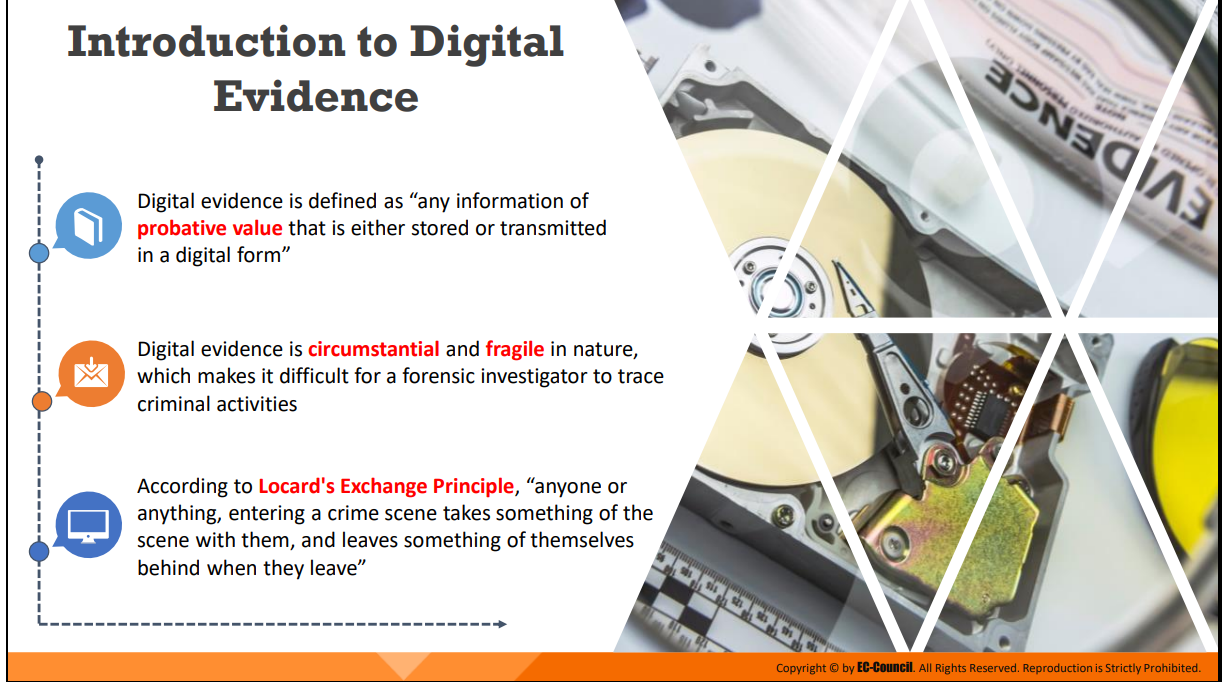 Introduction to Digital
Evidence
Digital evidence is defined as “any information of
probative value that is either stored or transmitted
in a digital form”
Digital evidence is circumstantial and fragile in nature,
which makes it difficult for a forensic investigator to trace
criminal activities
According to Locard's Exchange Principle, “anyone or
anything, entering a crime scene takes something of the
scene with them, and leaves something of themselves
behind when they leave”
EVIDENCE
Copyright © by EC-Council. All Rights Reserved. Reproduction is Strictly Prohibited.